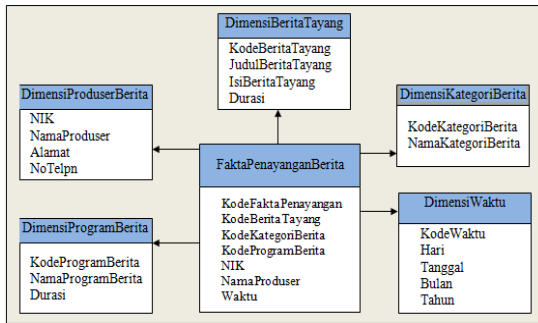 DimensiBeritaTayang
KodeBeritaTayang
JudulBeritaTayang
IsiBeritaTayang
Durasi
DimensiProduserBerita
NIK
NamaProduser
Alamat
NoTelpn
DimensiKategoriBerita
KodeKategoriBerita
NamaKategoriBerita
FaktaPenayanganBerita
KodeFaktaPenayangan
KodeBeritaTayang
KodeKategoriBerita
KodeProgramBerita
NIK
NamaProduser
Waktu
DimensiProgramBerita
KodeProgramBerita
NamaProgramBerita
Durasi
DimensiWaktu
KodeWaktu
Hari
Tanggal
Bulan
Tahun